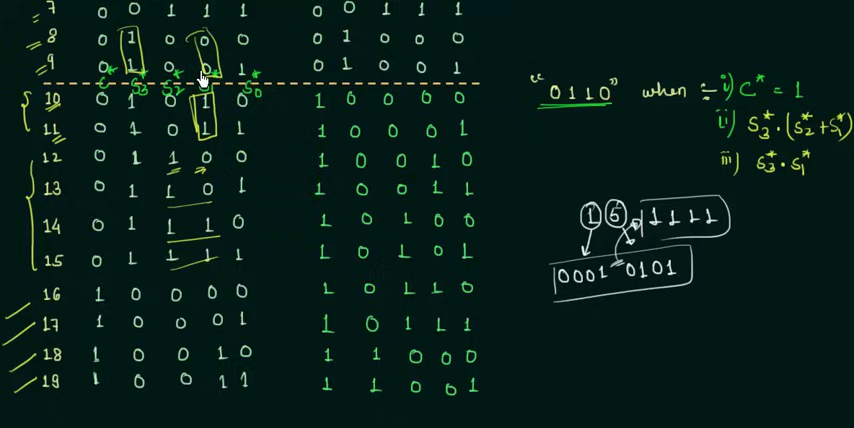 7 0 0 1 1 1 0 0 1 1 1
8 0 1 0 0 0 0 1 0 0 0
9 0 1 0 0 1 0 1 0 0 1
C* S3* S2* S1* S0*
10 0 1 0 1 0 1 0 0 0 0
11 0 1 0 1 1 1 0 0 0 1
12 0 1 1 0 0 1 0 0 1 0
13 0 1 1 0 1 1 0 0 1 1
14 0 1 1 1 0 1 0 1 0 0
15 0 1 1 1 1 1 0 1 0 1
16 1 0 0 0 0 1 0 1 1 0
17 1 0 0 0 1 1 0 1 1 1
18 1 0 0 1 0 1 1 0 0 0
19 1 0 0 1 1 1 1 0 0 1
"0110" when ÷ i) C* = 1
ii) S3* · (S2* + S1*)
iii) S3* · S1*
1 5 1111
0001 0101